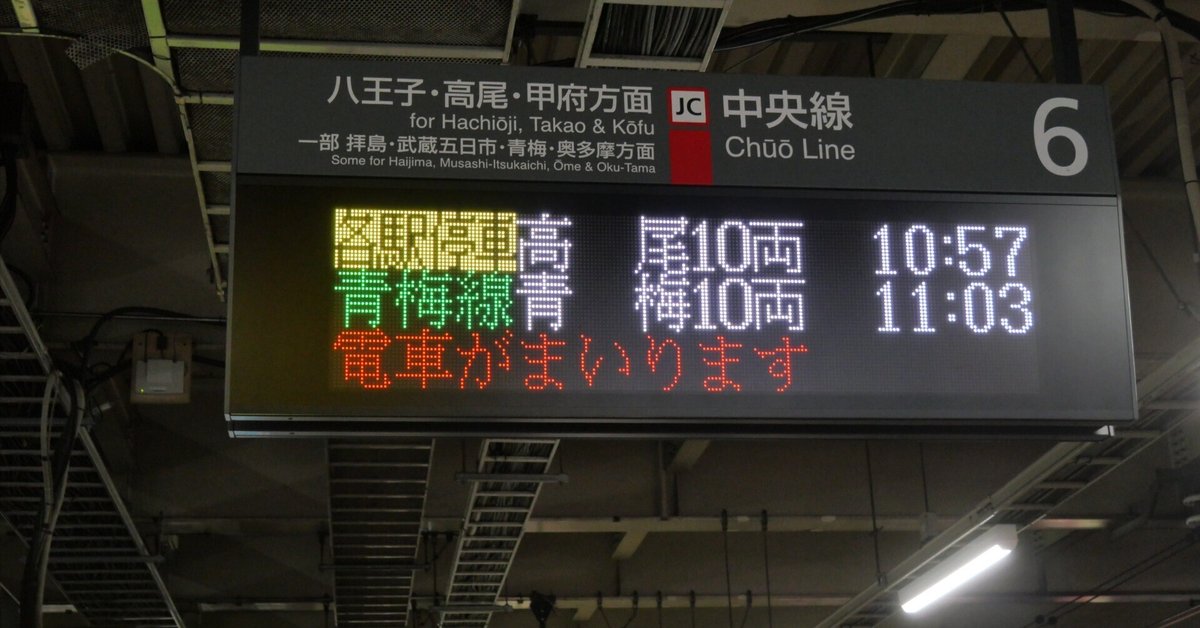 八王子・高尾・甲府方面
for Hachiōji, Takao & Kōfu
一部 拝島・武蔵五日市・青梅・奥多摩方面
Some for Haijima, Musashi-Itsukaichi, Ōme & Oku-Tama
JC
中央線
Chūō Line
6
各駅停車 高 尾 10両 10:57
青梅線 青 梅 10両 11:03
電車がまいります